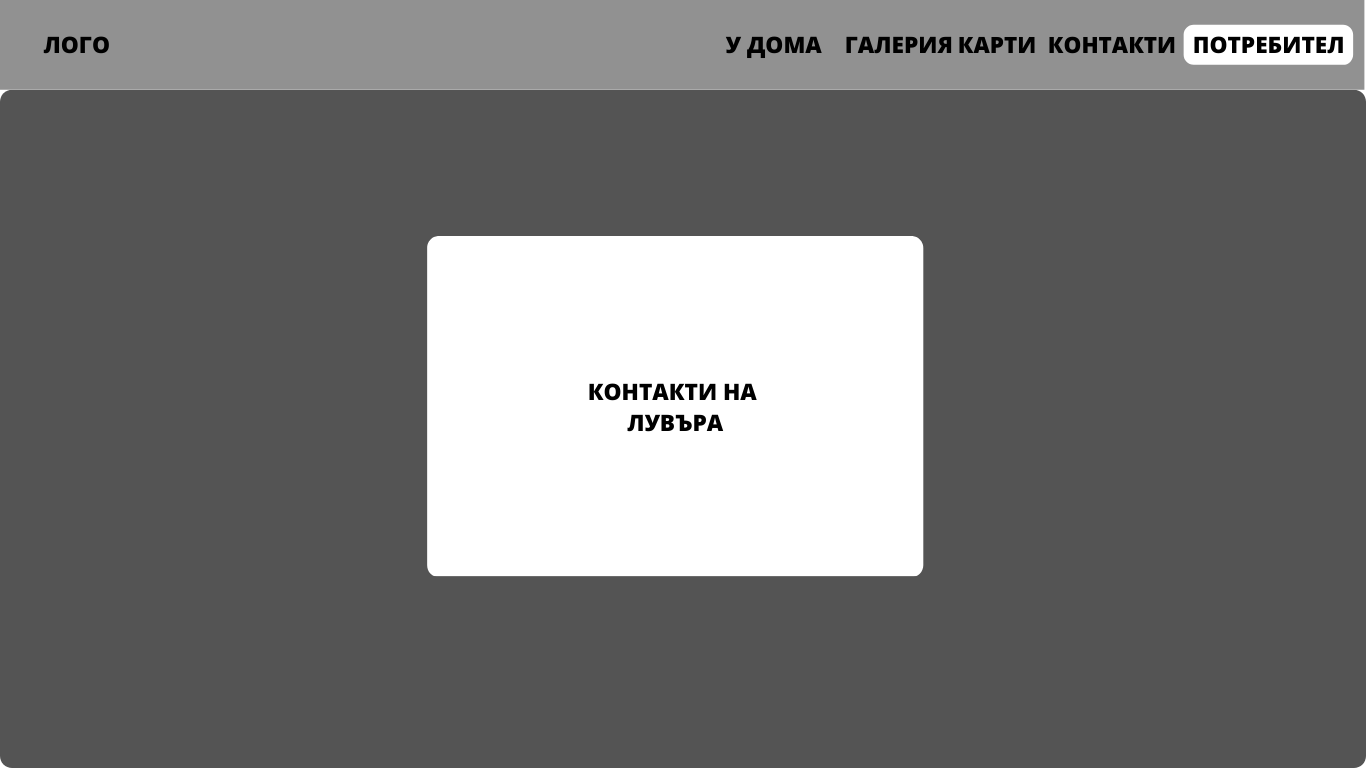 ЛОГО
У ДОМА
ГАЛЕРИЯ КАРТИ
КОНТАКТИ
ПОТРЕБИТЕЛ
КОНТАКТИ НА
ЛУВЪРА